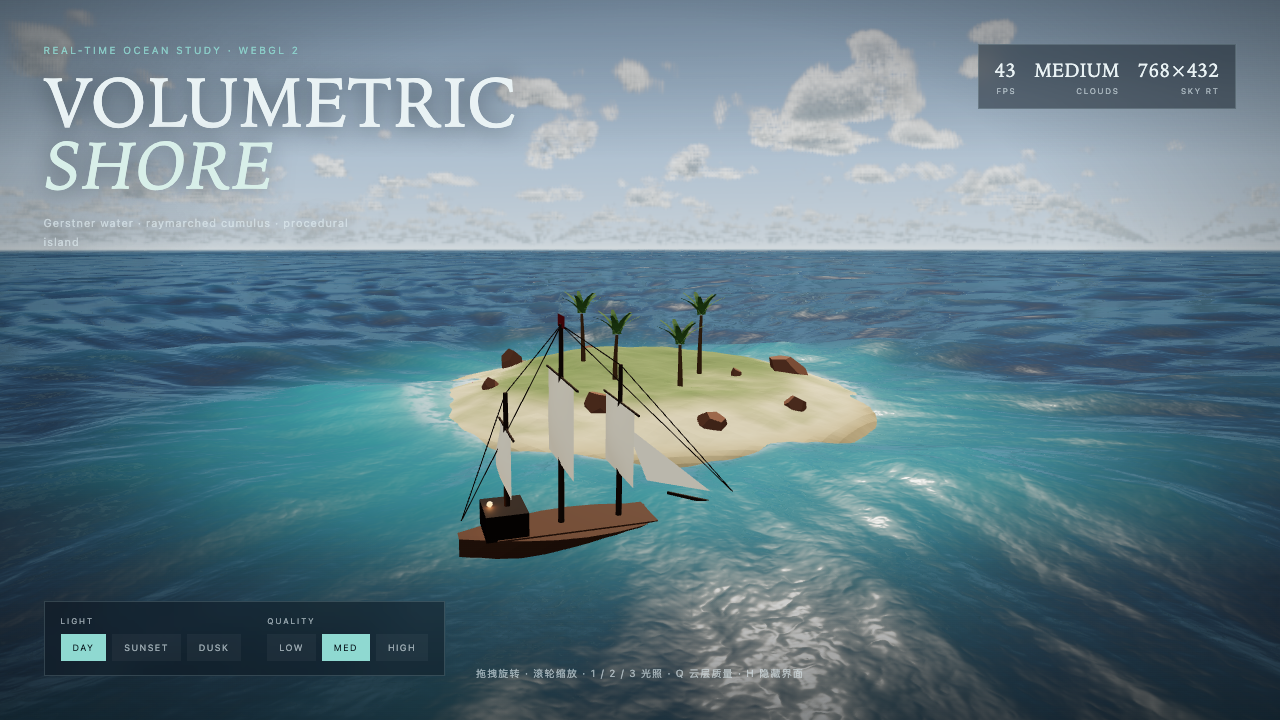 REAL-TIME OCEAN STUDY · WEBGL 2
VOLUMETRIC
SHORE
Gerstner water · raymarched cumulus · procedural
island
43 MEDIUM 768×432
FPS CLOUDS SKY RT
LIGHT QUALITY
DAY SUNSET DUSK LOW MED HIGH
拖拽旋转 · 滚轮缩放 · 1 / 2 / 3 光照 · Q 云层质量 · H 隐藏界面